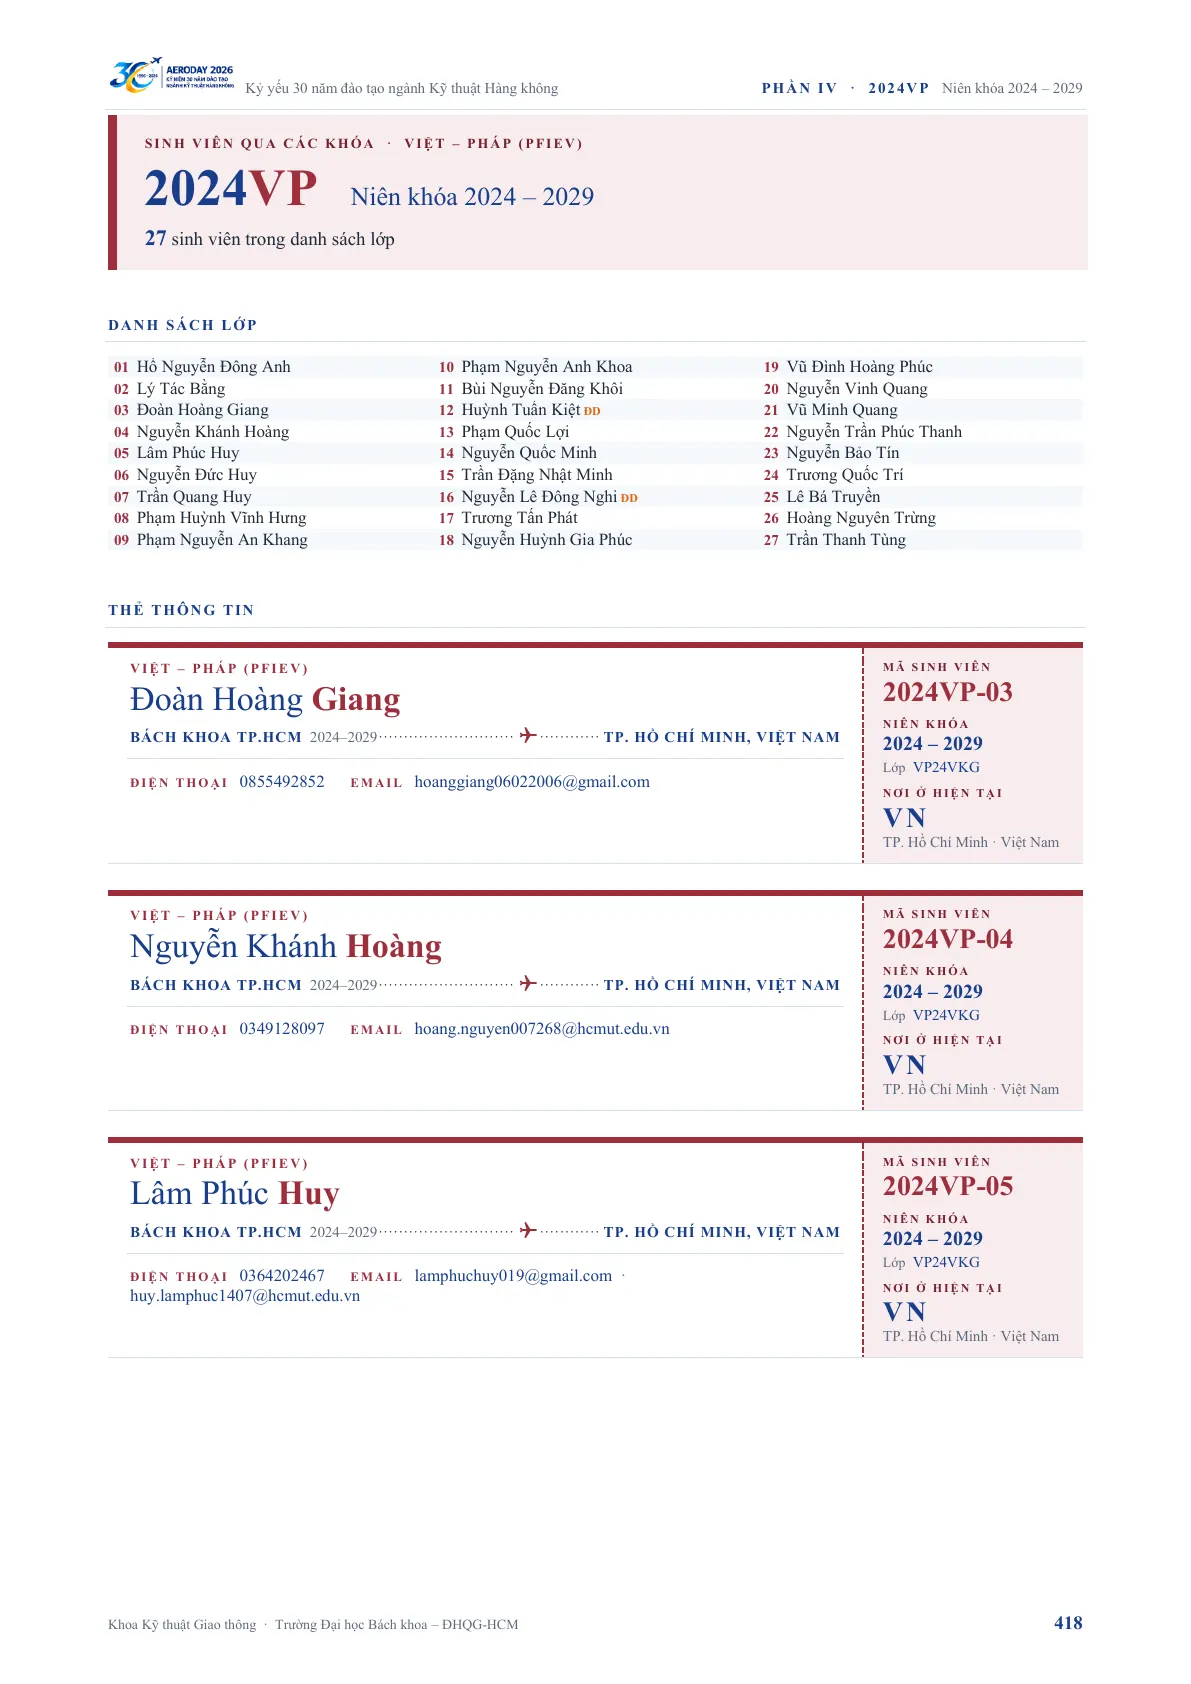 30
1996 - 2026
AERODAY 2026
KỶ NIỆM 30 NĂM ĐÀO TẠO
NGÀNH KỸ THUẬT HÀNG KHÔNG
Kỷ yếu 30 năm đào tạo ngành Kỹ thuật Hàng không
PHẦN IV · 2024VP Niên khóa 2024 – 2029
SINH VIÊN QUA CÁC KHÓA · VIỆT – PHÁP (PFIEV)
2024VP Niên khóa 2024 – 2029
27 sinh viên trong danh sách lớp
DANH SÁCH LỚP
01 Hồ Nguyễn Đông Anh
02 Lý Tác Bằng
03 Đoàn Hoàng Giang
04 Nguyễn Khánh Hoàng
05 Lâm Phúc Huy
06 Nguyễn Đức Huy
07 Trần Quang Huy
08 Phạm Huỳnh Vĩnh Hưng
09 Phạm Nguyễn An Khang
10 Phạm Nguyễn Anh Khoa
11 Bùi Nguyễn Đăng Khôi
12 Huỳnh Tuấn Kiệt ĐD
13 Phạm Quốc Lợi
14 Nguyễn Quốc Minh
15 Trần Đặng Nhật Minh
16 Nguyễn Lê Đông Nghi ĐD
17 Trương Tấn Phát
18 Nguyễn Huỳnh Gia Phúc
19 Vũ Đình Hoàng Phúc
20 Nguyễn Vinh Quang
21 Vũ Minh Quang
22 Nguyễn Trần Phúc Thanh
23 Nguyễn Bảo Tín
24 Trương Quốc Trí
25 Lê Bá Truyền
26 Hoàng Nguyên Trừng
27 Trần Thanh Tùng
THẺ THÔNG TIN
VIỆT – PHÁP (PFIEV)
Đoàn Hoàng Giang
BÁCH KHOA TP.HCM 2024–2029 TP. HỒ CHÍ MINH, VIỆT NAM
ĐIỆN THOẠI 0855492852 EMAIL hoanggiang06022006@gmail.com
MÃ SINH VIÊN
2024VP-03
NIÊN KHÓA
2024 – 2029
Lớp VP24VKG
NƠI Ở HIỆN TẠI
VN
TP. Hồ Chí Minh · Việt Nam
VIỆT – PHÁP (PFIEV)
Nguyễn Khánh Hoàng
BÁCH KHOA TP.HCM 2024–2029 TP. HỒ CHÍ MINH, VIỆT NAM
ĐIỆN THOẠI 0349128097 EMAIL hoang.nguyen007268@hcmut.edu.vn
MÃ SINH VIÊN
2024VP-04
NIÊN KHÓA
2024 – 2029
Lớp VP24VKG
NƠI Ở HIỆN TẠI
VN
TP. Hồ Chí Minh · Việt Nam
VIỆT – PHÁP (PFIEV)
Lâm Phúc Huy
BÁCH KHOA TP.HCM 2024–2029 TP. HỒ CHÍ MINH, VIỆT NAM
ĐIỆN THOẠI 0364202467 EMAIL lamphuchuy019@gmail.com ·
huy.lamphuc1407@hcmut.edu.vn
MÃ SINH VIÊN
2024VP-05
NIÊN KHÓA
2024 – 2029
Lớp VP24VKG
NƠI Ở HIỆN TẠI
VN
TP. Hồ Chí Minh · Việt Nam
Khoa Kỹ thuật Giao thông · Trường Đại học Bách khoa – ĐHQG-HCM
418